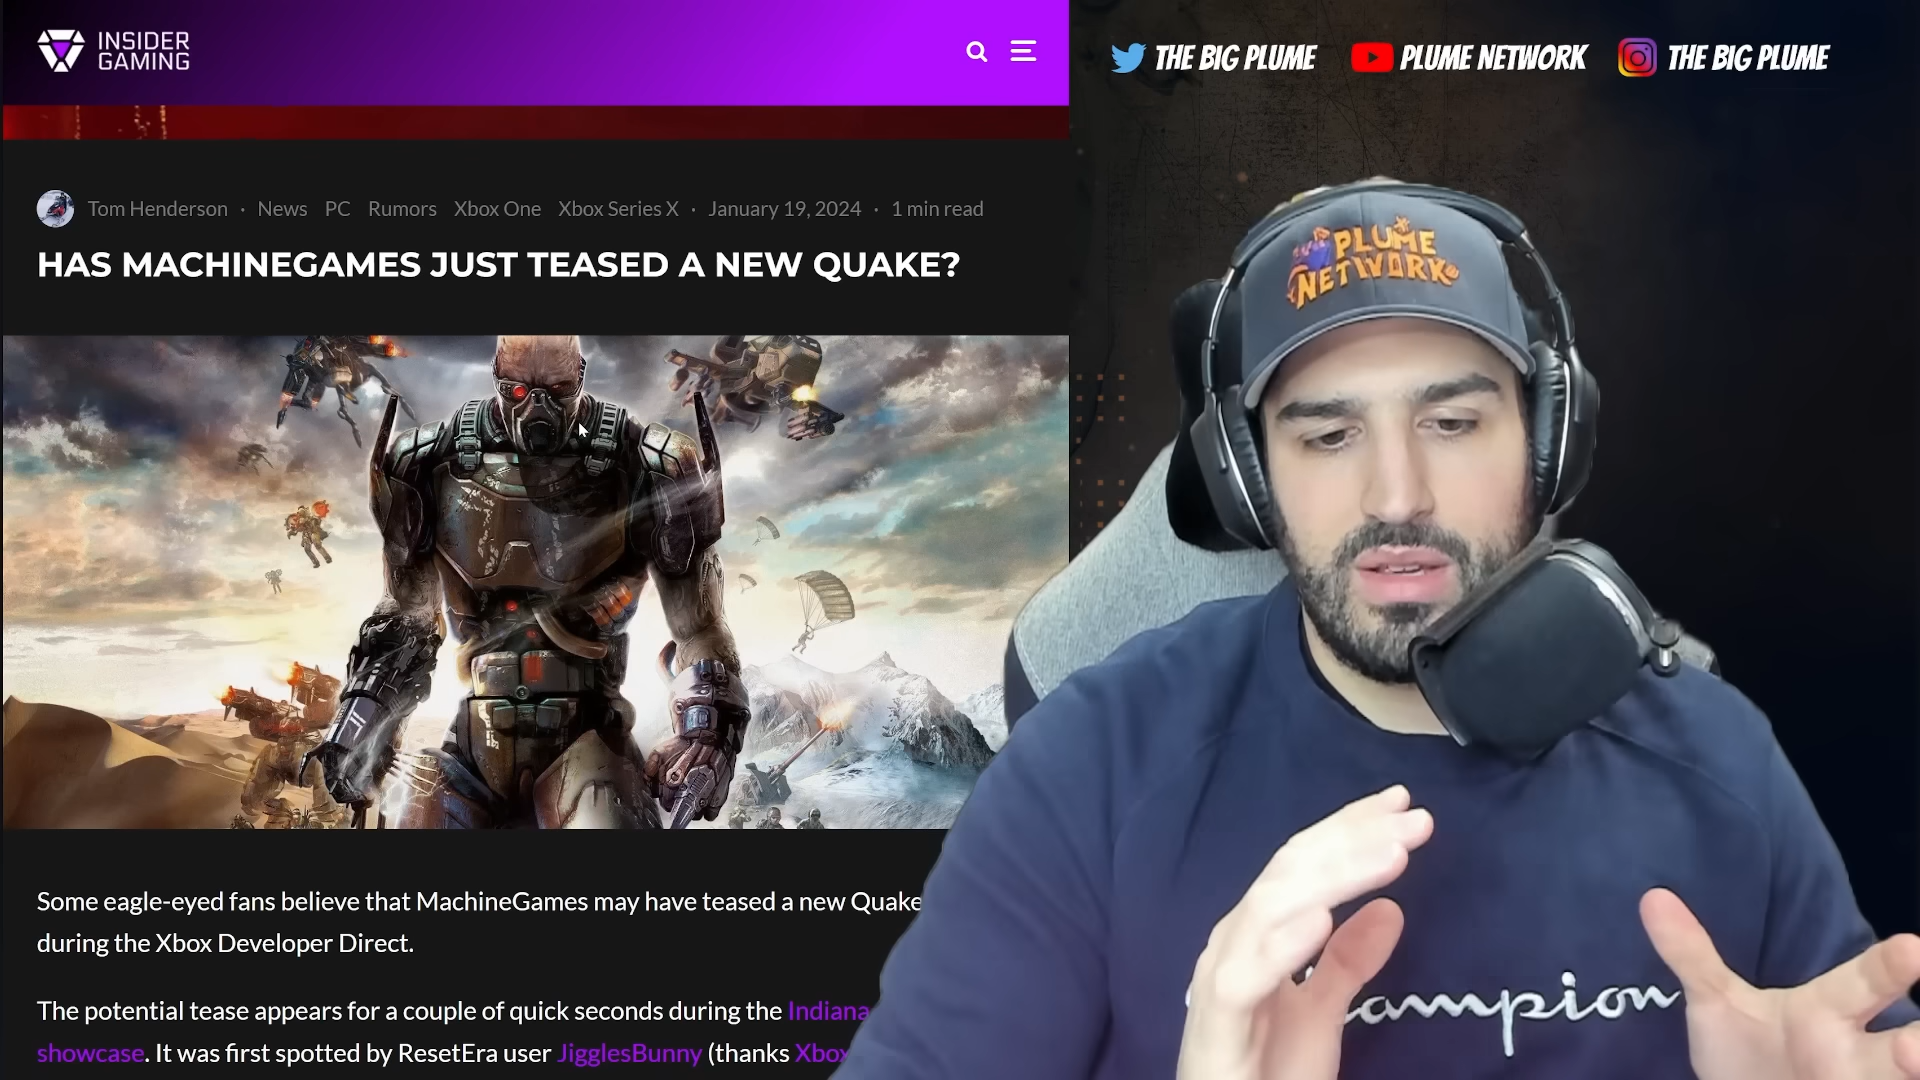 INSIDER
GAMING
THE BIG PLUME
PLUME NETWORK
THE BIG PLUME
Tom Henderson · News PC Rumors Xbox One Xbox Series X · January 19, 2024 · 1 min read
HAS MACHINEGAMES JUST TEASED A NEW QUAKE?
PLUME
NETWORK
Some eagle-eyed fans believe that MachineGames may have teased a new Quake
during the Xbox Developer Direct.
The potential tease appears for a couple of quick seconds during the Indiana
showcase. It was first spotted by ResetEra user JigglesBunny (thanks Xbox
ampion